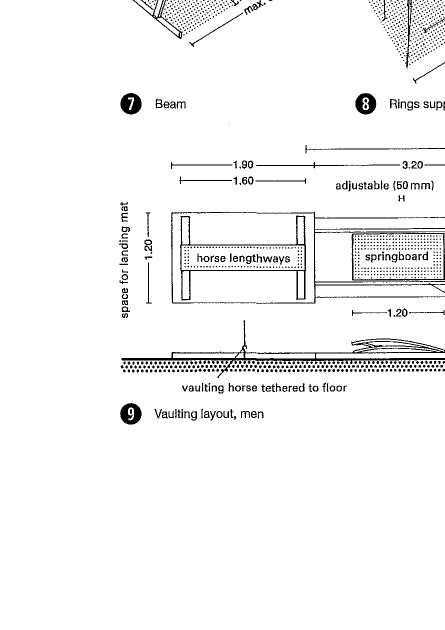 max.
7 Beam
8 Rings supp
1.90
3.20
1.60
adjustable (50 mm)
space for landing mat
1.20
horse lengthways
springboard
1.20
vaulting horse tethered to floor
9 Vaulting layout, men